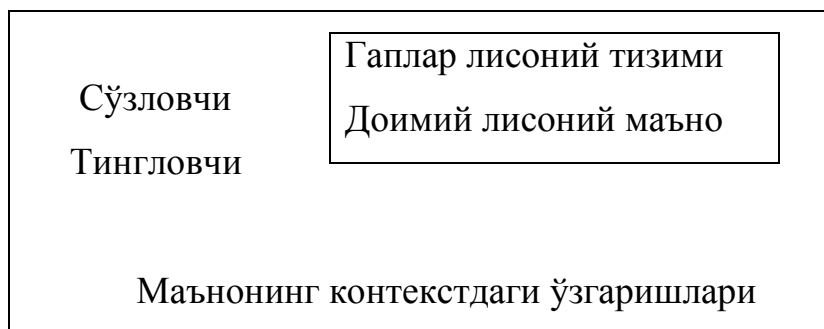 Гаплар лисоний тизими
Сўзловчи
Доимий лисоний маъно
Тингловчи
Маънонинг контекстдаги ўзгаришлари